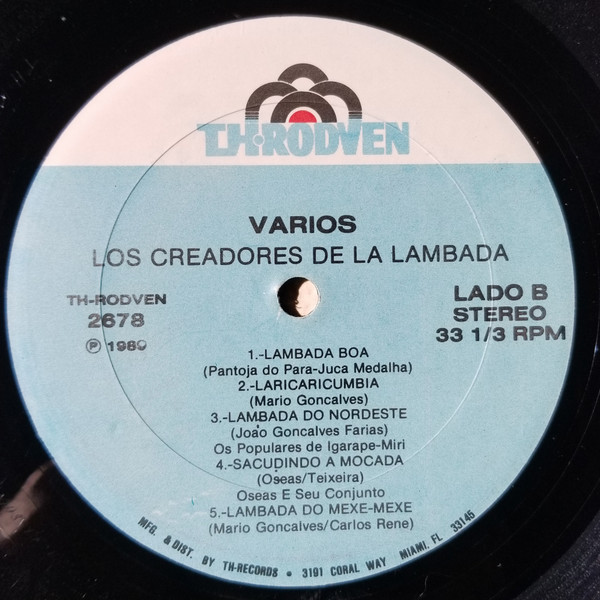 TH·RODVEN
VARIOS
LOS CREADORES DE LA LAMBADA
TH-RODVEN
2678
Ⓟ 1989
LADO B
STEREO
33 1/3 RPM
1.-LAMBADA BOA
(Pantoja do Para-Juca Medalha)
2.-LARICARICUMBIA
(Mario Goncalves)
3.-LAMBADA DO NORDESTE
(João Goncalves Farias)
Os Populares de Igarape-Miri
4.-SACUDINDO A MOCADA
(Oseas/Teixeira)
Oseas E Seu Conjunto
5.-LAMBADA DO MEXE-MEXE
(Mario Goncalves/Carlos Rene)
MFG. & DIST. BY TH-RECORDS • 3191 CORAL WAY MIAMI, FL 33145